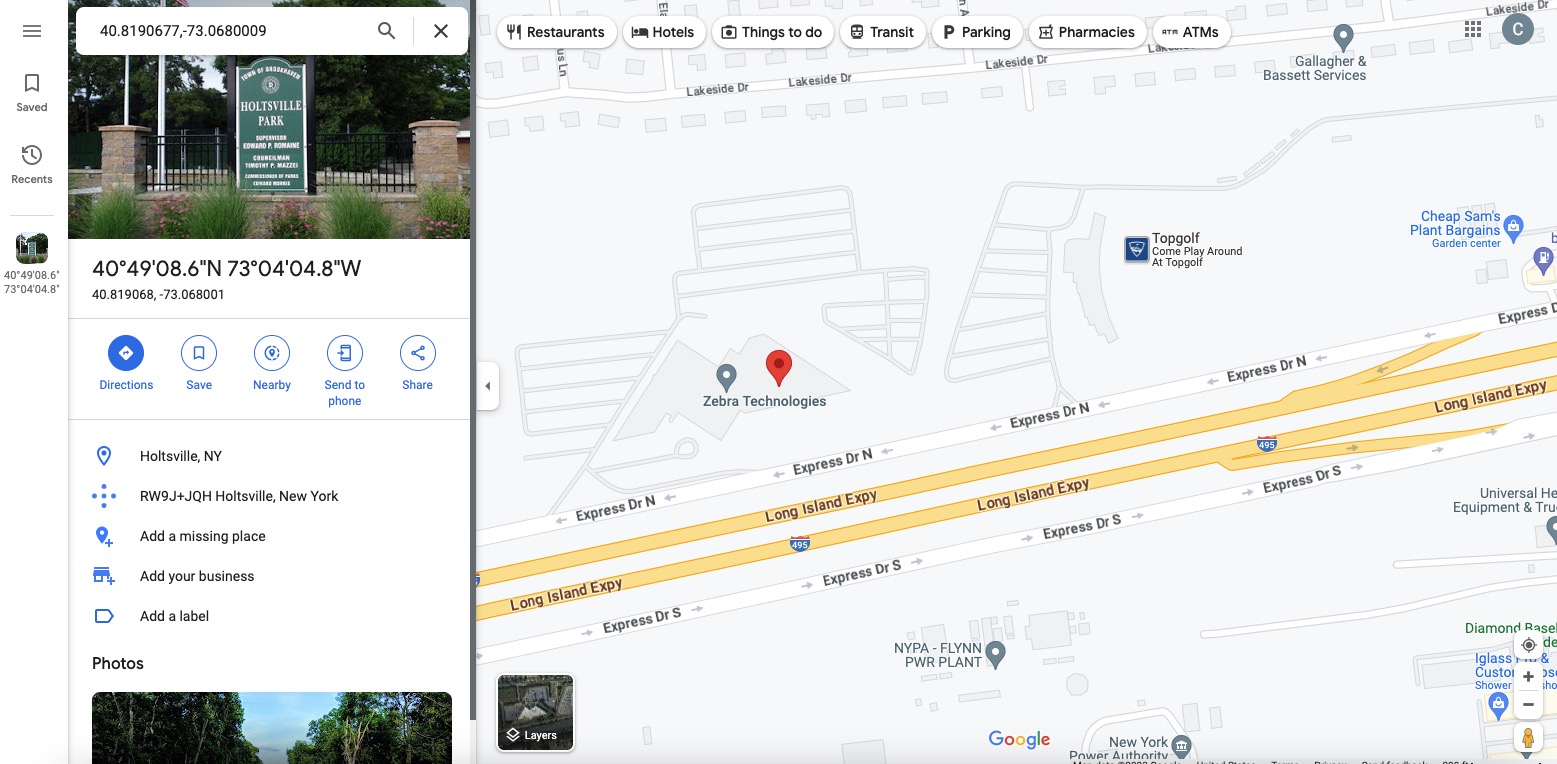 40.8190677,-73.0680009
Saved
Recents
40°49'08.6"
73°04'04.8"
TOWN OF BROOKHAVEN
HOLTSVILLE
PARK
SUPERVISOR
EDWARD P. ROMAINE
COUNCILMAN
TIMOTHY P. MAZZEI
COMMISSIONER OF PARKS
EDWARD MORRIS
40°49'08.6"N 73°04'04.8"W
40.819068, -73.068001
Directions
Save
Nearby
Send to
phone
Share
Holtsville, NY
RW9J+JQH Holtsville, New York
Add a missing place
Add your business
Add a label
Photos
Restaurants
Hotels
Things to do
Transit
Parking
Pharmacies
ATM ATMs
C
Lakeside Dr
Lakeside Dr
Lakeside Dr
Lakeside Dr
Gallagher &
Bassett Services
Topgolf
Come Play Around
At Topgolf
Cheap Sam's
Plant Bargains
Garden center
Zebra Technologies
Express Dr N
Express Dr N
Express Dr N
Express Dr N
Express D
Long Island Expy
Long Island Expy
Long Island Expy
Long Island Expy
495
495
Express Dr S
Express Dr S
Express Dr S
Express Dr S
Universal He
Equipment & Tru
NYPA - FLYNN
PWR PLANT
Diamond Basel
Iglass
&
Custo
Shower
New York
Power Authority
Layers
Google